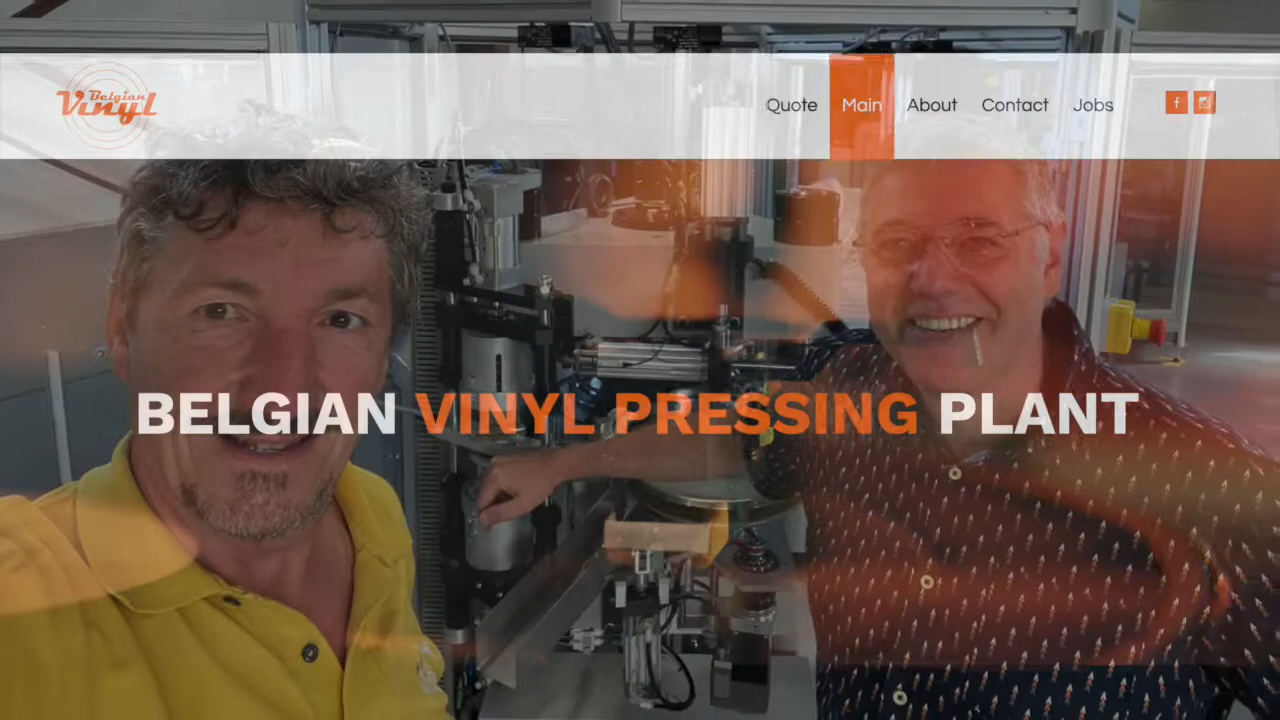 Belgian
Vinyl
Quote Main About Contact Jobs
BELGIAN VINYL PRESSING PLANT